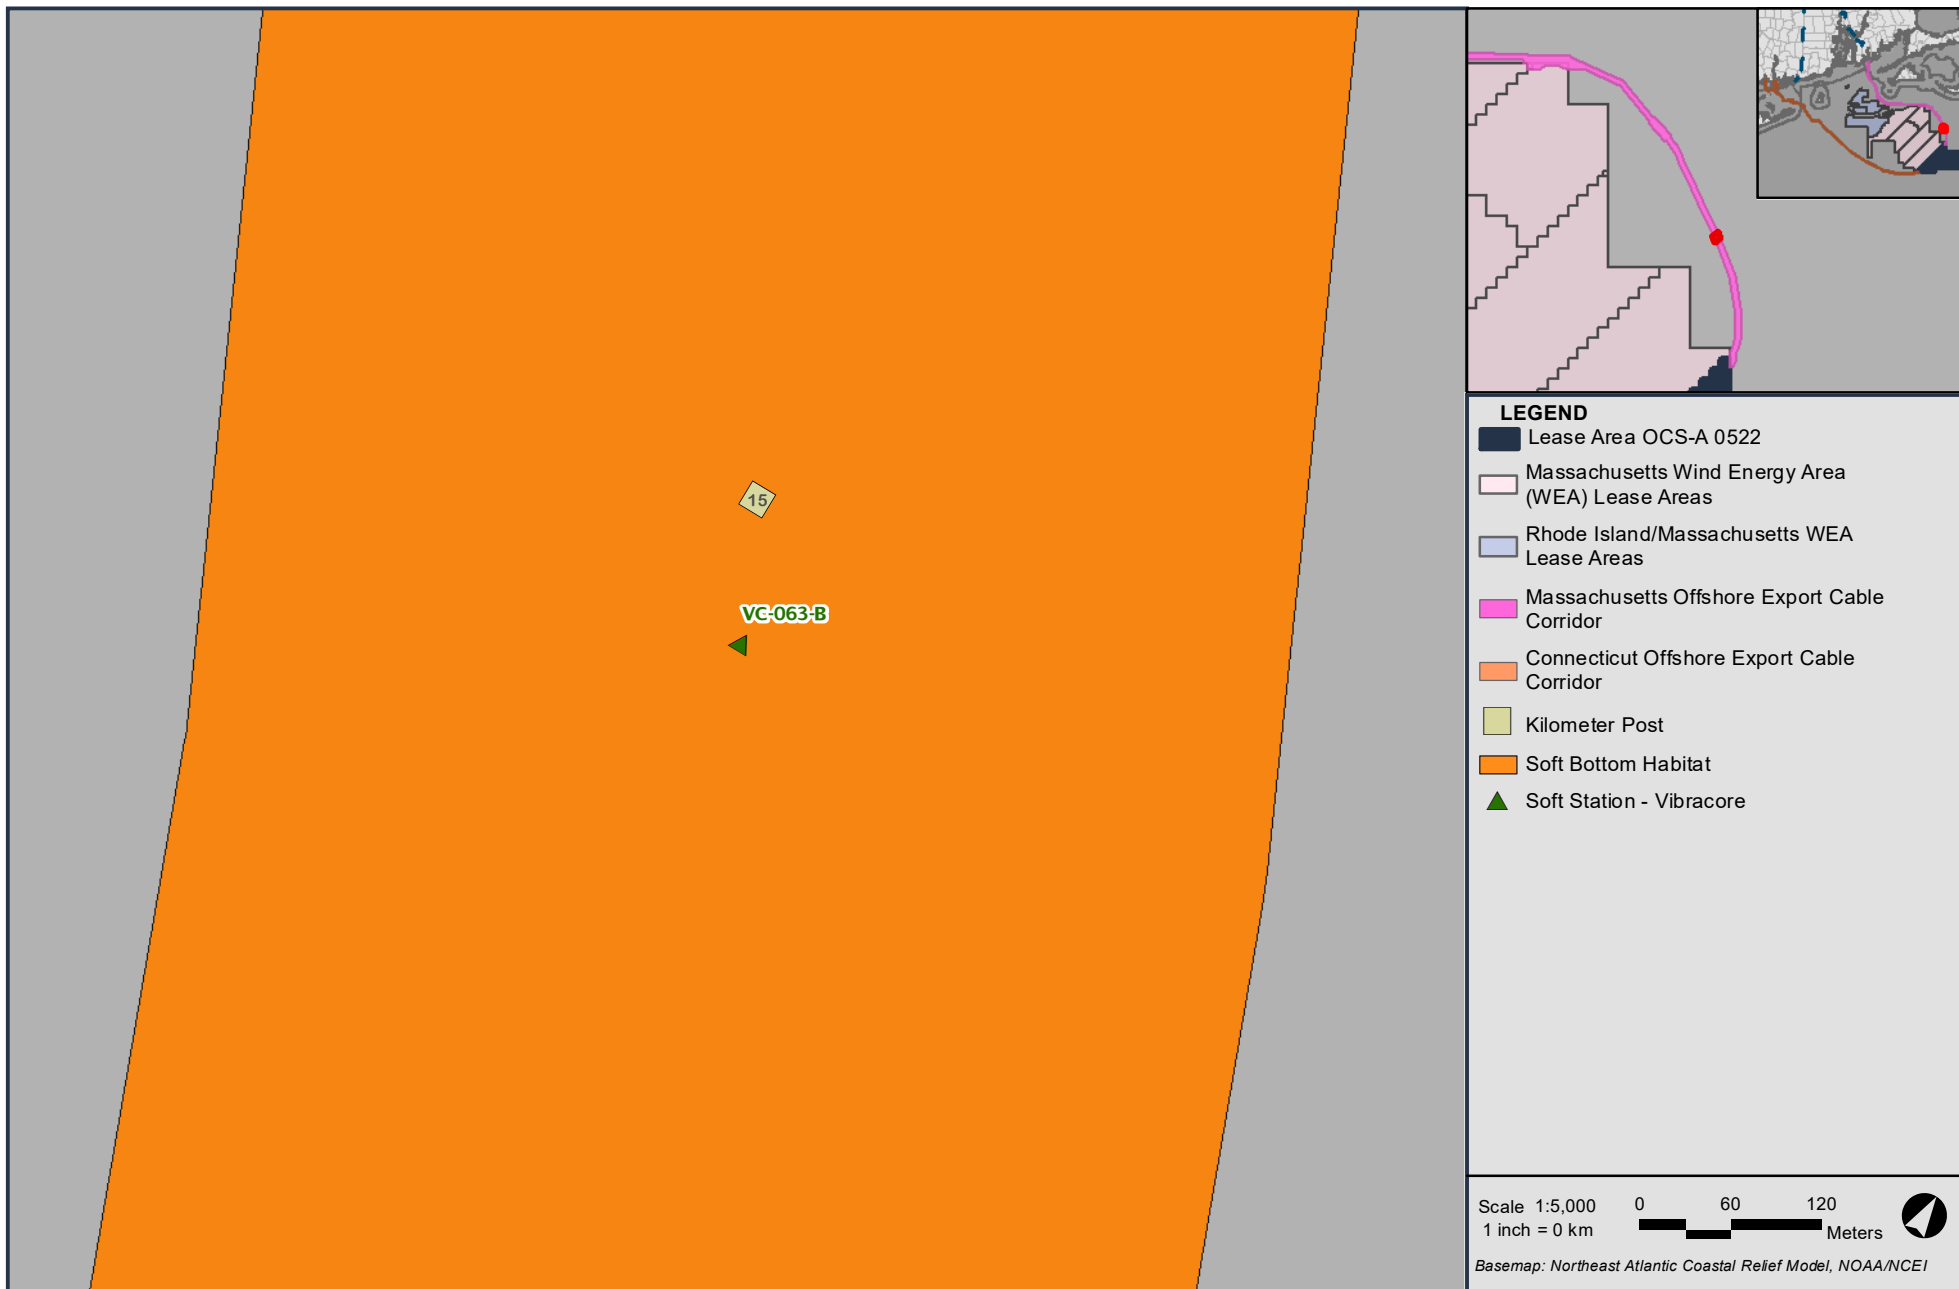 15
VC-063-B
LEGEND
Lease Area OCS-A 0522
Massachusetts Wind Energy Area
(WEA) Lease Areas
Rhode Island/Massachusetts WEA
Lease Areas
Massachusetts Offshore Export Cable
Corridor
Connecticut Offshore Export Cable
Corridor
Kilometer Post
Soft Bottom Habitat
Soft Station - Vibracore
Scale 1:5,000
1 inch = 0 km
0 60 120
Meters
Basemap: Northeast Atlantic Coastal Relief Model, NOAA/NCEI